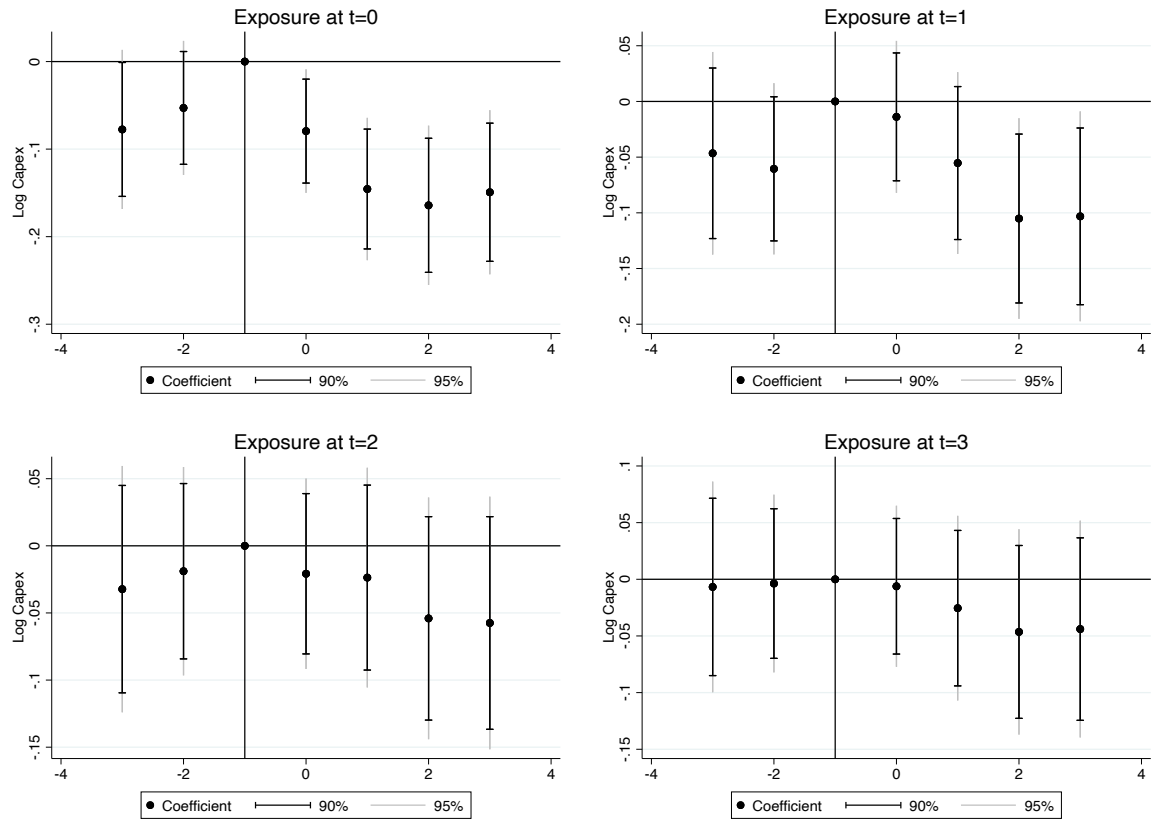 Exposure at t=0
Log Capex
0
-.1
-.2
-.3
-4 -2 0 2 4
Coefficient 90% 95%
Exposure at t=1
Log Capex
.05
0
-.05
-.1
-.15
-.2
-4 -2 0 2 4
Coefficient 90% 95%
Exposure at t=2
Log Capex
.05
0
-.05
-.1
-.15
-4 -2 0 2 4
Coefficient 90% 95%
Exposure at t=3
Log Capex
.1
.05
0
-.05
-.1
-.15
-4 -2 0 2 4
Coefficient 90% 95%